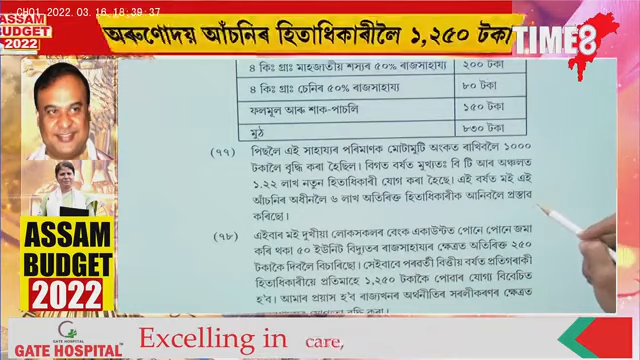 CH01 2022.03.16 18:39:37
ASSAM
BUDGET
2022
অৰুণোদয় আঁচনিৰ হিতাধিকাৰীলৈ ১,২৫০ টকা
TIME8
৪ কিঃ গ্ৰাঃ মাহজাতীয় শস্যৰ ৫০% ৰাজসাহায্য ২০০ টকা
৪ কিঃ গ্ৰাঃ চেনিৰ ৫০% ৰাজসাহায্য ৮০ টকা
ফলমূল আৰু শাক-পাচলি ১৫০ টকা
মুঠ ৮৩০ টকা
(৭৭) পিছলৈ এই সাহায্যৰ পৰিমাণক মোটামুটি অংকত ৰাখিবলৈ ১০০০
টকালৈ বৃদ্ধি কৰা হৈছিল। বিগত বৰ্ষত মুখ্যতঃ বি টি আৰ অঞ্চলত
১.২২ লাখ নতুন হিতাধিকাৰী যোগ কৰা হৈছে। এই বৰ্ষত মই এই
আঁচনিৰ অধীনলৈ ৬ লাখ অতিৰিক্ত হিতাধিকাৰীক আনিবলৈ প্ৰস্তাৱ
কৰিছো।
(৭৮) এইবাৰ মই দুখীয়া লোকসকলৰ বেংক একাউন্টত পোনে পোনে জমা
কৰি থকা ৫০ ইউনিট বিদ্যুতৰ ৰাজসাহায্যৰ ক্ষেত্ৰত অতিৰিক্ত ২৫০
টকাকৈ দিবলৈ বিচাৰিছো। সেইবাবে পৰৱৰ্তী বিত্তীয় বৰ্ষত প্ৰতিগৰাকী
হিতাধিকাৰীয়ে প্ৰতিমাহে ১,২৫০ টকাকৈ পোৱাৰ যোগ্য বিবেচিত
হ'ব। আমাৰ প্ৰয়াস হ'ব ৰাজ্যখনৰ অৰ্থনীতিৰ সবলীকৰণৰ ক্ষেত্ৰত
বৃদ্ধি কৰা।
ASSAM
BUDGET
2022
GATE HOSPITAL
Excelling in care,